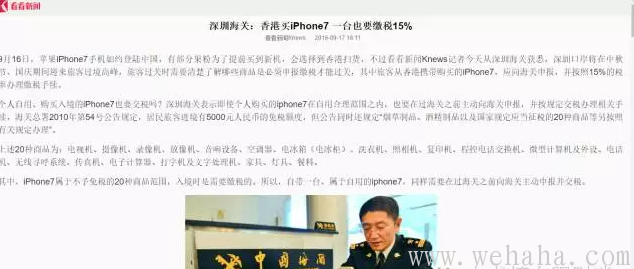 看看新闻
深圳海关：香港买iPhone7 一台也要缴税15%
看看新闻Knews 2016-09-17 16:11
9月16日，苹果iPhone7手机如约登陆中国，有部分果粉为了提前买到新机，会选择到香港扫货，不过看看新闻Knews记者今天从深圳海关获悉，深圳口岸将在中秋
节、国庆期间迎来旅客过境高峰，旅客过关时需要清楚了解哪些商品是必须申报缴税才能过关，其中旅客从香港携带购买的iPhone7，应向海关申报，并按照15%的税
率办理缴税手续。
个人自用、购买入境的iPhone7也要交税吗？深圳海关表示即使个人购买的iphone7在自用合理范围之内，也要在过海关之前主动向海关申报，并按规定交税办理相关手
续，海关总署2010年第54号公告规定，居民旅客进境有5000元人民币的免税额度，但公告同时还规定“烟草制品、酒精制品以及国家规定应当征税的20种商品等另按照
有关规定办理”。
上述20种商品为：电视机、摄像机、录像机、放像机、音响设备、空调器、电冰箱（电冰柜）、洗衣机、照相机、复印机、程控电话交换机、微型计算机及外设、电话
机、无线寻呼系统、传真机、电子计算器、打字机及文字处理机、家具、灯具、餐料。
其中，iPhone7属于不予免税的20种商品范围，入境时是需要缴税的。所以，自带一台、属于自用的iphone7，同样需要在过海关之前向海关主动申报并交税。
中国海关
www.wehaha.com